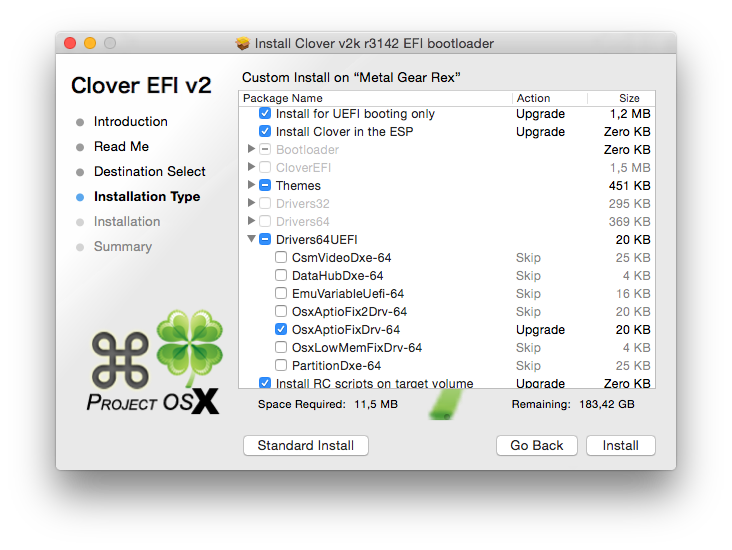 Install Clover v2k r3142 EFI bootloader
Clover EFI v2
Introduction
Read Me
Destination Select
Installation Type
Installation
Summary
PROJECT OSX
Custom Install on “Metal Gear Rex”
Package Name Action Size
Install for UEFI booting only Upgrade 1,2 MB
Install Clover in the ESP Upgrade Zero KB
Bootloader Zero KB
CloverEFI 1,5 MB
Themes 451 KB
Drivers32 295 KB
Drivers64 369 KB
Drivers64UEFI 20 KB
CsmVideoDxe-64 Skip 25 KB
DataHubDxe-64 Skip 4 KB
EmuVariableUefi-64 Skip 16 KB
OsxAptioFix2Drv-64 Skip 20 KB
OsxAptioFixDrv-64 Upgrade 20 KB
OsxLowMemFixDrv-64 Skip 4 KB
PartitionDxe-64 Skip 25 KB
Install RC scripts on target volume Upgrade Zero KB
Space Required: 11,5 MB Remaining: 183,42 GB
Standard Install Go Back Install